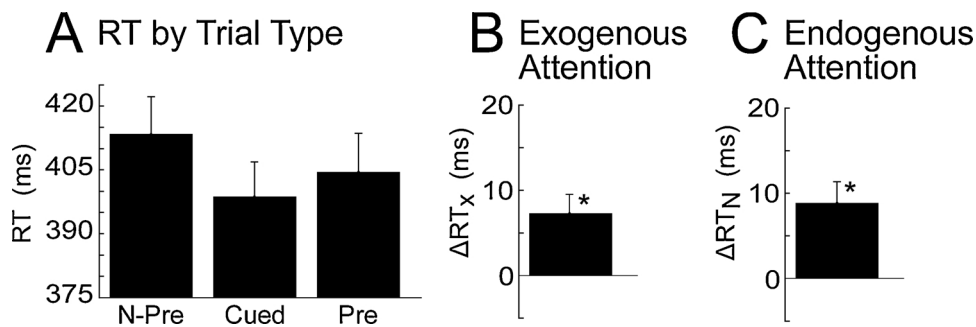 A RT by Trial Type
RT (ms)
420
405
390
375
N-Pre Cued Pre
B Exogenous
Attention
ΔRTx (ms)
20
10
0
*
C Endogenous
Attention
ΔRTN (ms)
20
10
0
*